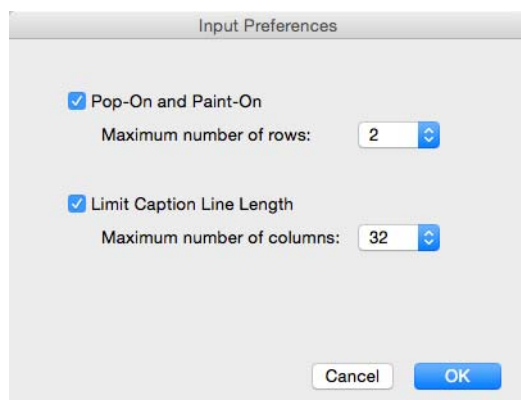 Input Preferences
Pop-On and Paint-On
Maximum number of rows: 2
Limit Caption Line Length
Maximum number of columns: 32
Cancel OK